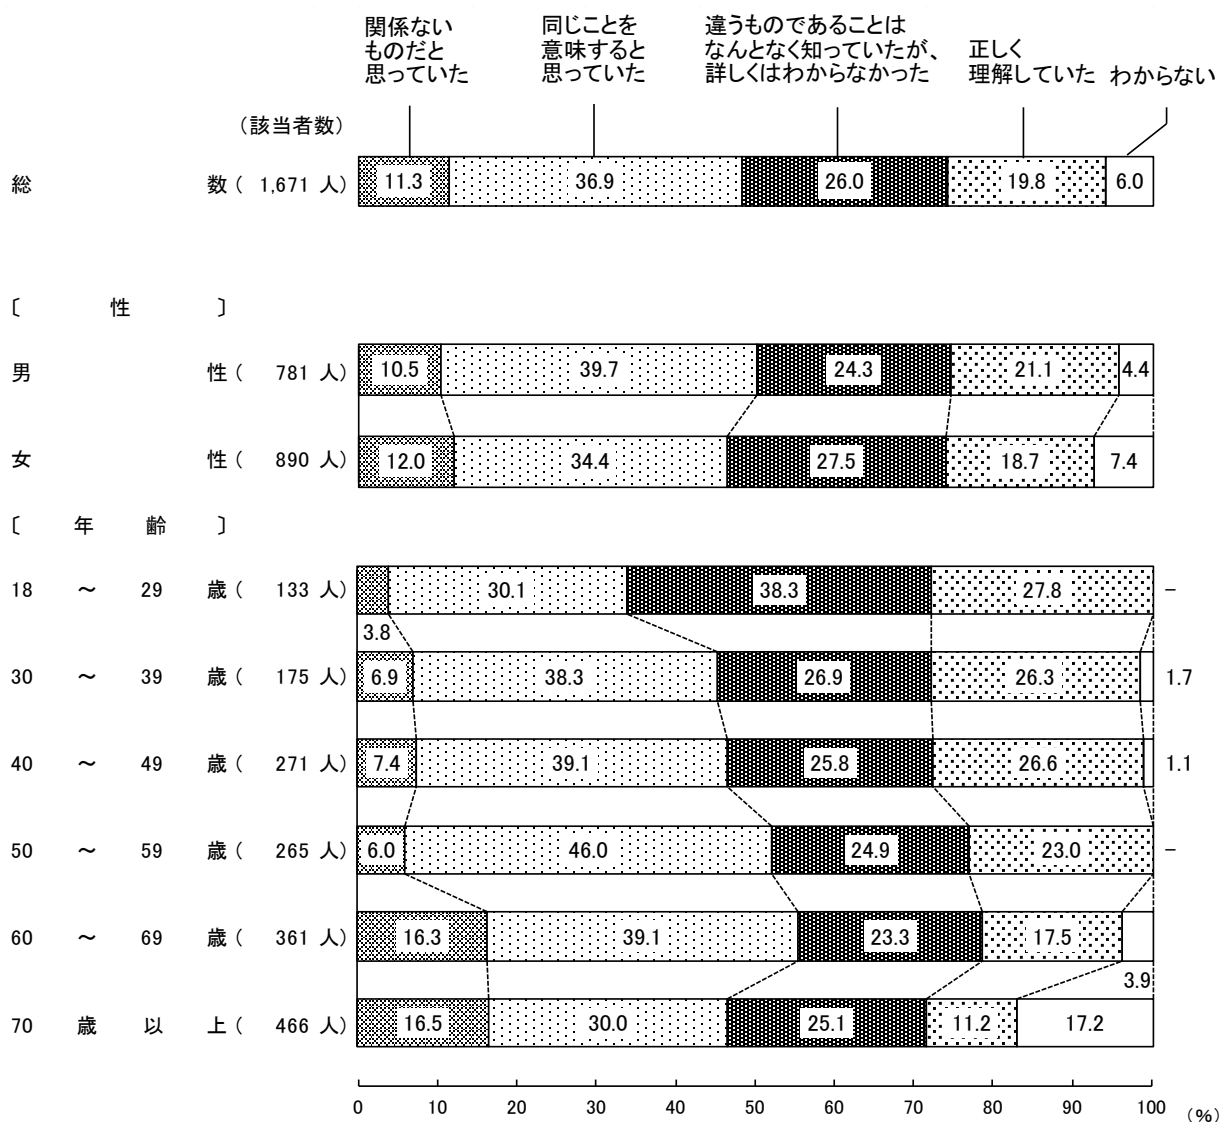 関係ない
ものだと
思っていた
同じことを
意味すると
思っていた
違うものであることは
なんとなく知っていたが、
詳しくはわからなかった
正しく
理解していた
わからない
（該当者数）
総 数（ 1,671 人） 11.3 36.9 26.0 19.8 6.0
〔 性 〕
男 性（ 781 人） 10.5 39.7 24.3 21.1 4.4
女 性（ 890 人） 12.0 34.4 27.5 18.7 7.4
〔 年 齢 〕
18 ～ 29 歳（ 133 人） 30.1 38.3 27.8 －
3.8
30 ～ 39 歳（ 175 人） 6.9 38.3 26.9 26.3 1.7
40 ～ 49 歳（ 271 人） 7.4 39.1 25.8 26.6 1.1
50 ～ 59 歳（ 265 人） 6.0 46.0 24.9 23.0 －
60 ～ 69 歳（ 361 人） 16.3 39.1 23.3 17.5
3.9
70 歳 以 上（ 466 人） 16.5 30.0 25.1 11.2 17.2
0 10 20 30 40 50 60 70 80 90 100 （％）